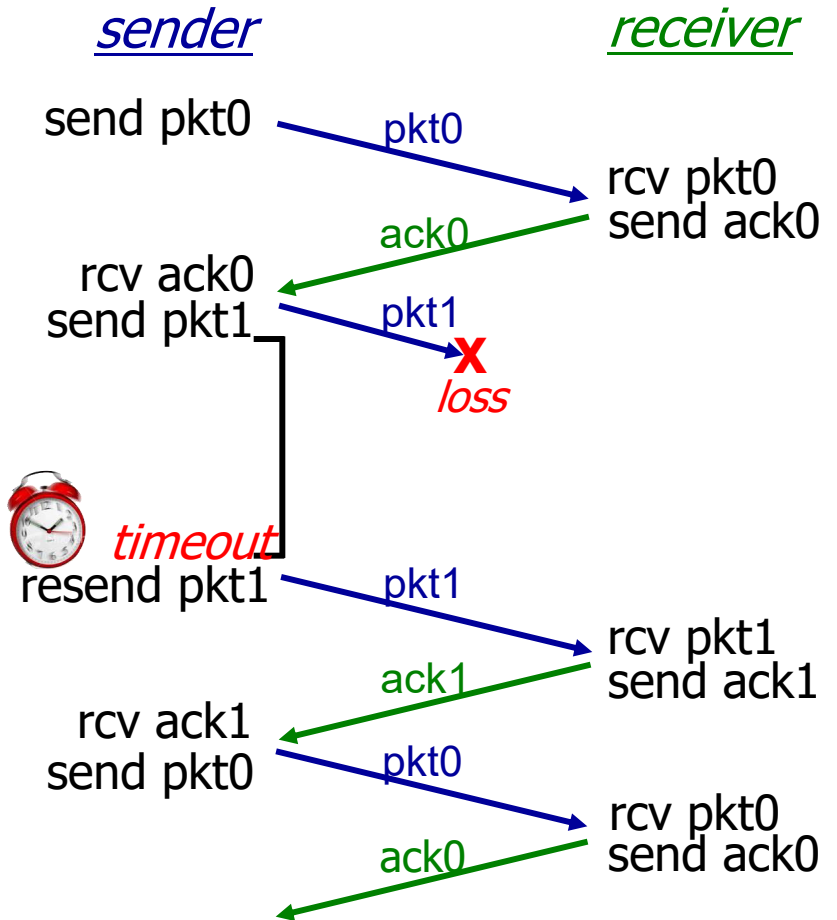 sender
receiver
send pkt0
pkt0
rcv pkt0
send ack0
ack0
rcv ack0
send pkt1
pkt1
X
loss
timeout
resend pkt1
pkt1
rcv pkt1
send ack1
ack1
rcv ack1
send pkt0
pkt0
rcv pkt0
send ack0
ack0